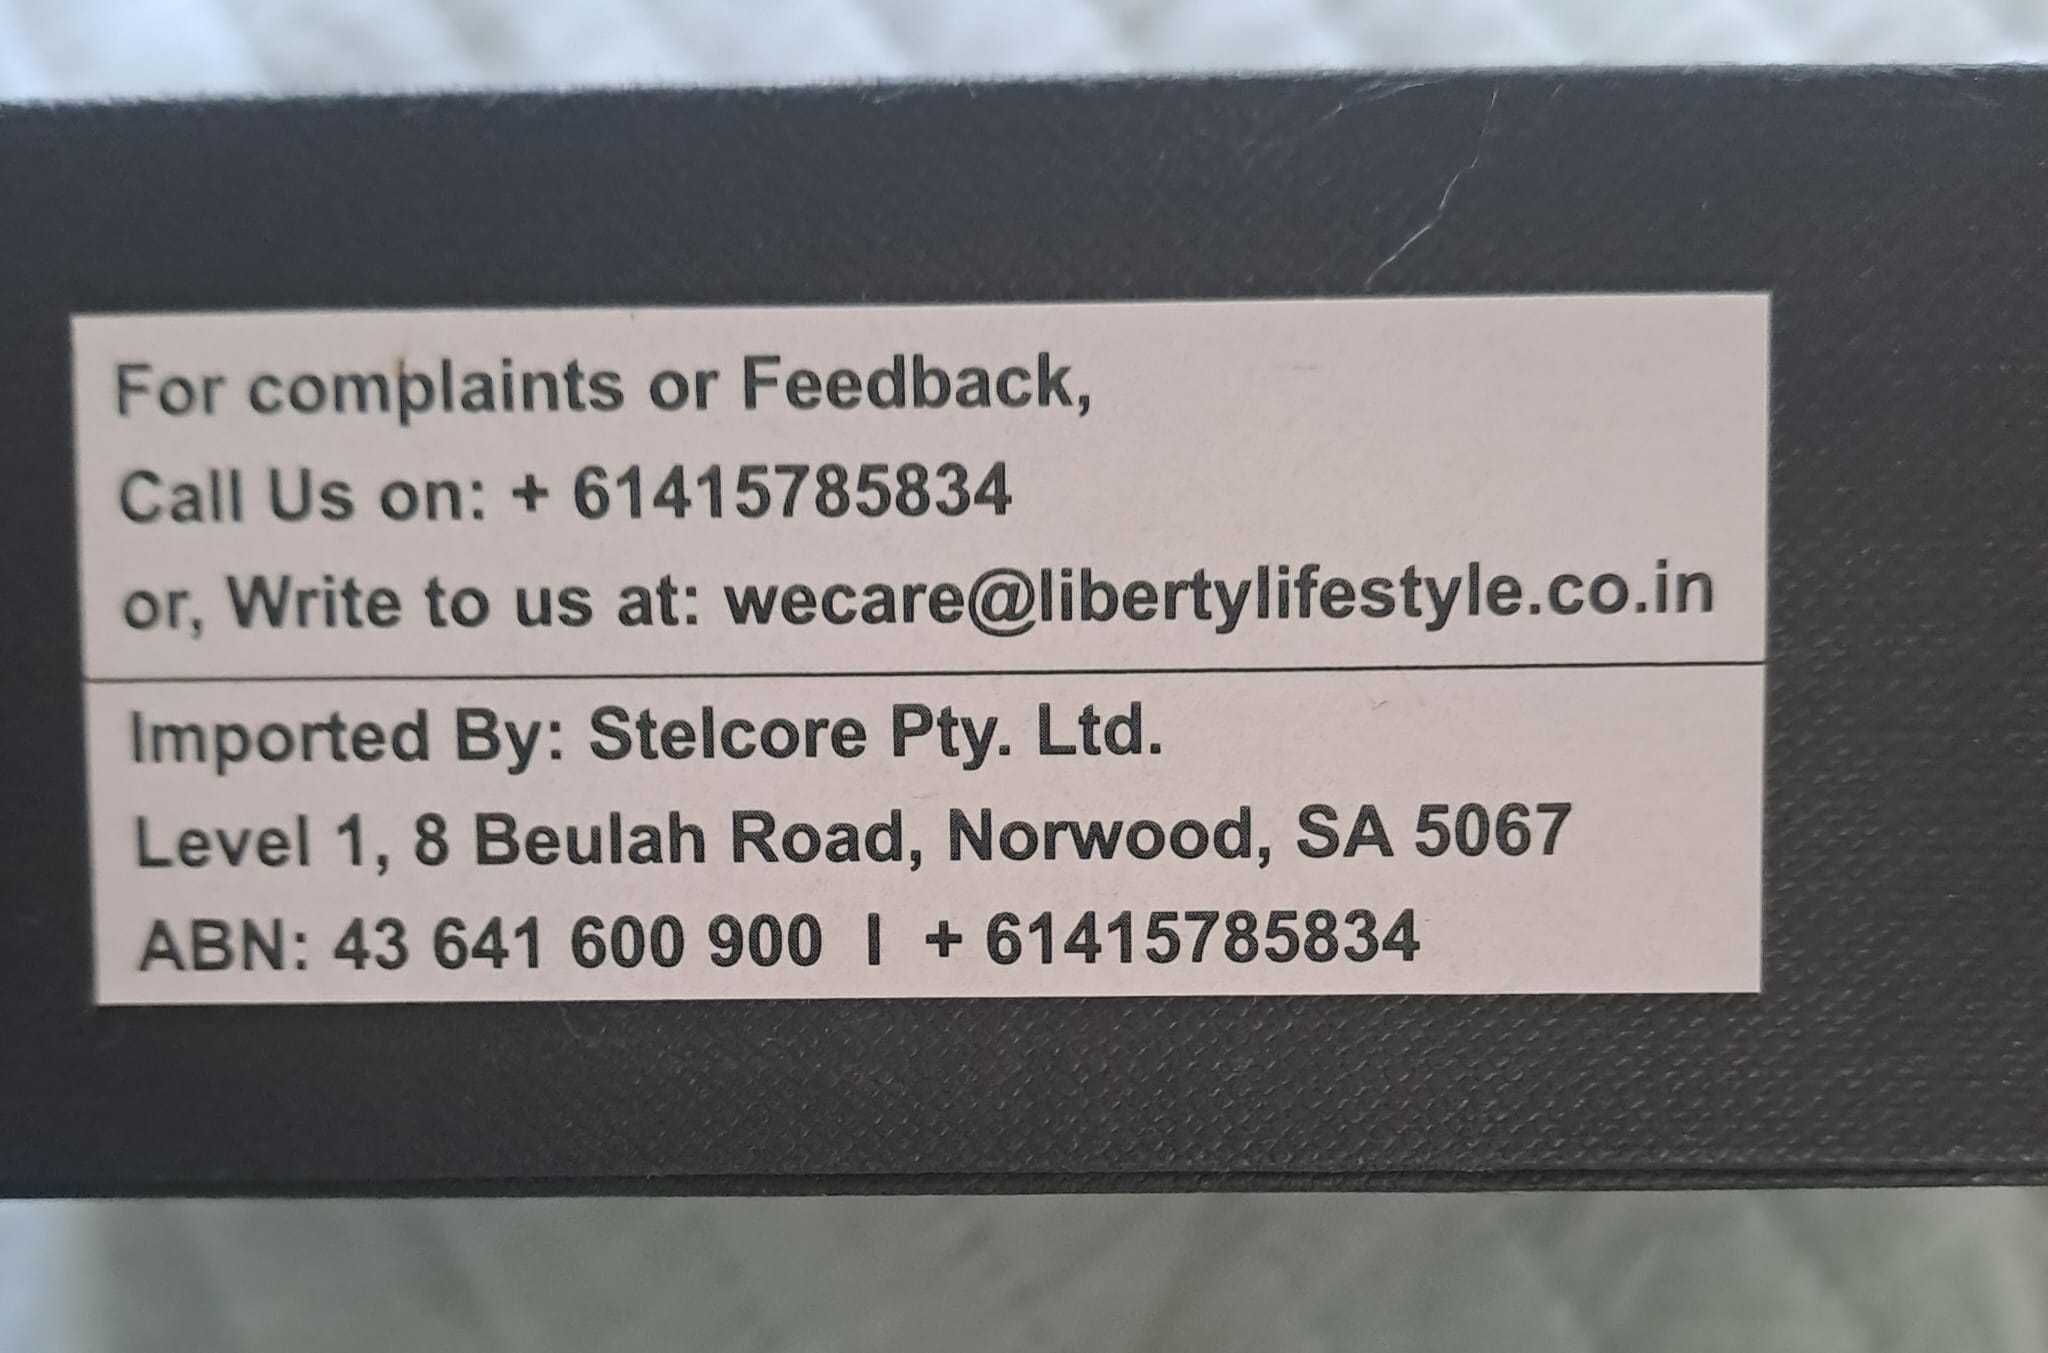 For complaints or Feedback,
Call Us on: + 61415785834
or, Write to us at: wecare@libertylifestyle.co.in
Imported By: Stelcore Pty. Ltd.
Level 1, 8 Beulah Road, Norwood, SA 5067
ABN: 43 641 600 900 I + 61415785834